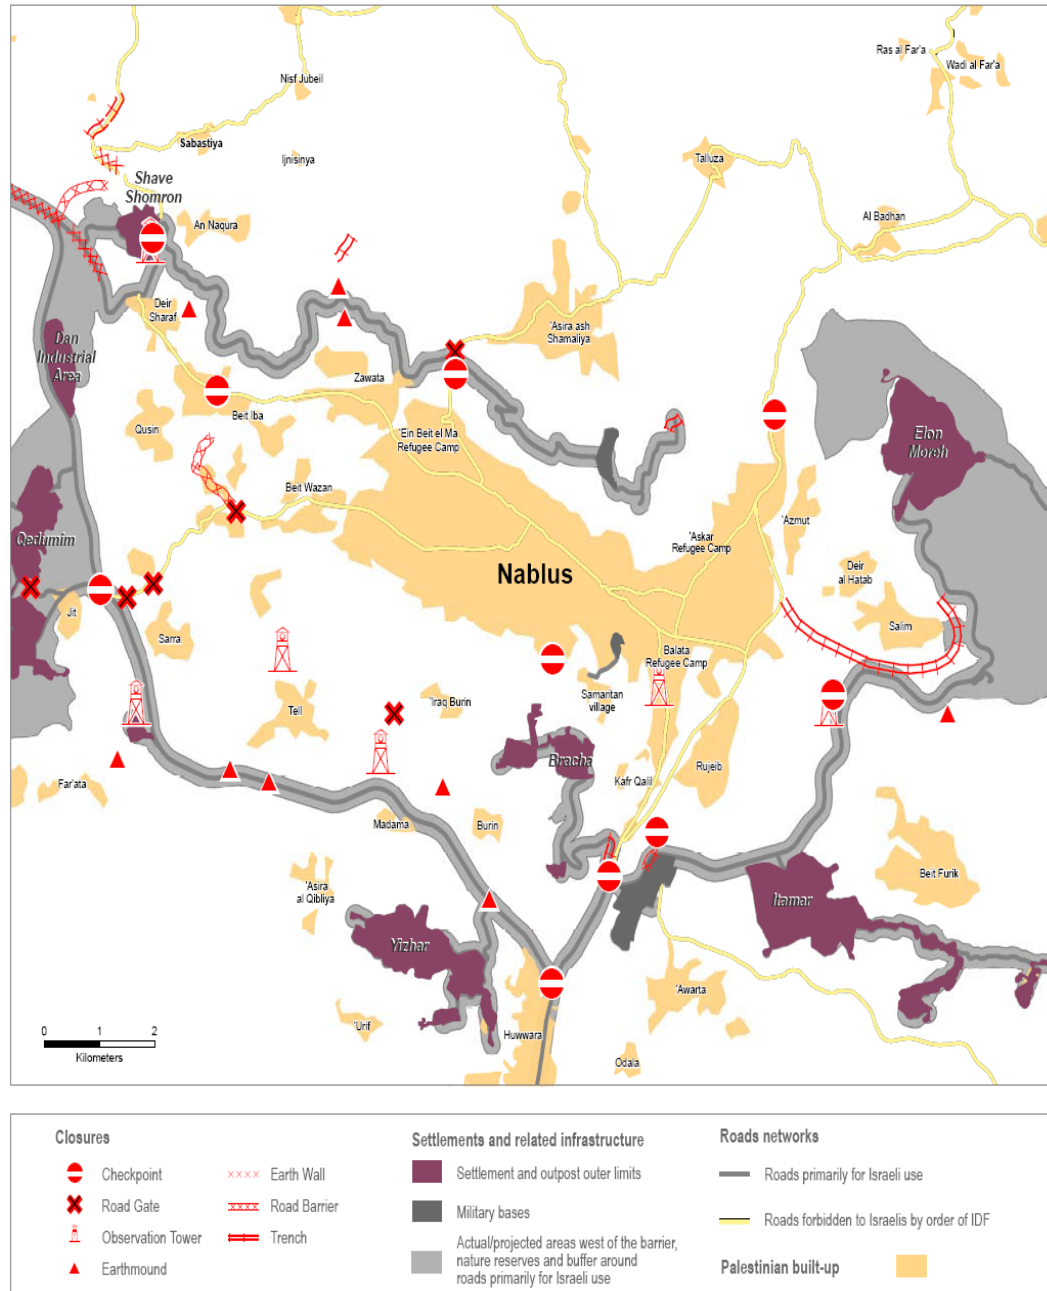 Ras al Far'a
Wadi al Far'a
Nisf Jubeil
Sabastiya
Ijnisinya
Talluza
Shave
Shomron
An Naqura
Al Badhan
Deir
Sharaf
'Asira ash
Shamaliya
Dan
Industrial
Area
Zawata
Beit Iba
Qusin
'Ein Beit el Ma
Refugee Camp
Elon
Moreh
Beit Wazan
'Azmut
'Askar
Refugee Camp
Qedumim
Nablus
Deir
al Hatab
Jit
Sarra
Salim
Balata
Refugee Camp
Samaritan
village
Tell
'Iraq Burin
Bracha
Rujeib
Kafr Qalil
Far'ata
Madama
Burin
Beit Furik
'Asira
al Qibliya
Itamar
Yizhar
'Awarta
'Urif
Huwwara
Odala
0 1 2
Kilometers
Closures
Checkpoint
Road Gate
Observation Tower
Earthmound
Earth Wall
Road Barrier
Trench
Settlements and related infrastructure
Settlement and outpost outer limits
Military bases
Actual/projected areas west of the barrier,
nature reserves and buffer around
roads primarily for Israeli use
Roads networks
Roads primarily for Israeli use
Roads forbidden to Israelis by order of IDF
Palestinian built-up